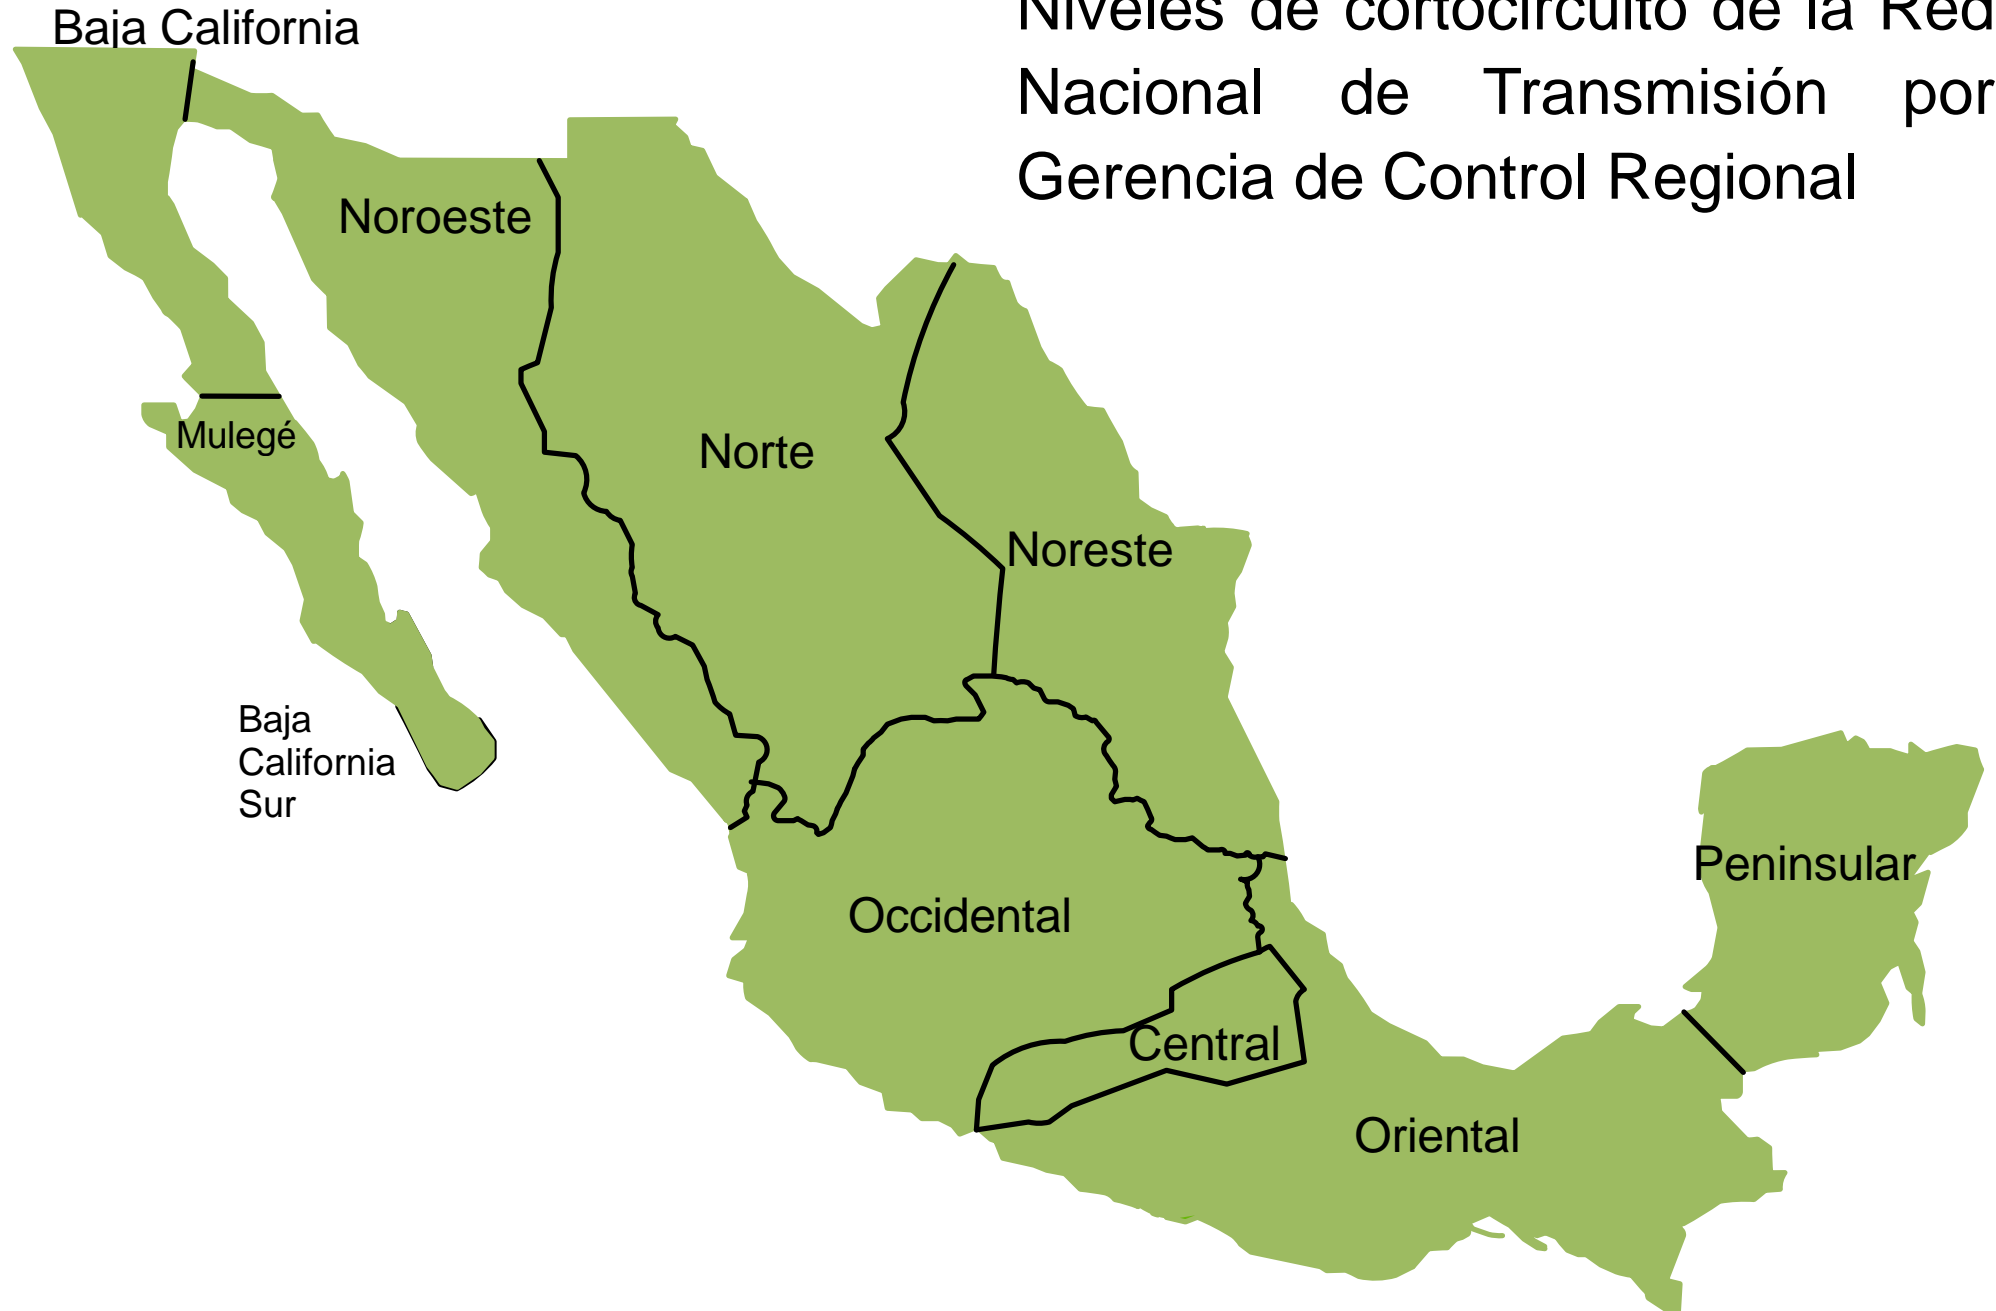 Baja California
Niveles de cortocircuito de la Red
Nacional de Transmisión por
Gerencia de Control Regional
Noroeste
Mulegé
Norte
Noreste
Baja
California
Sur
Peninsular
Occidental
Central
Oriental